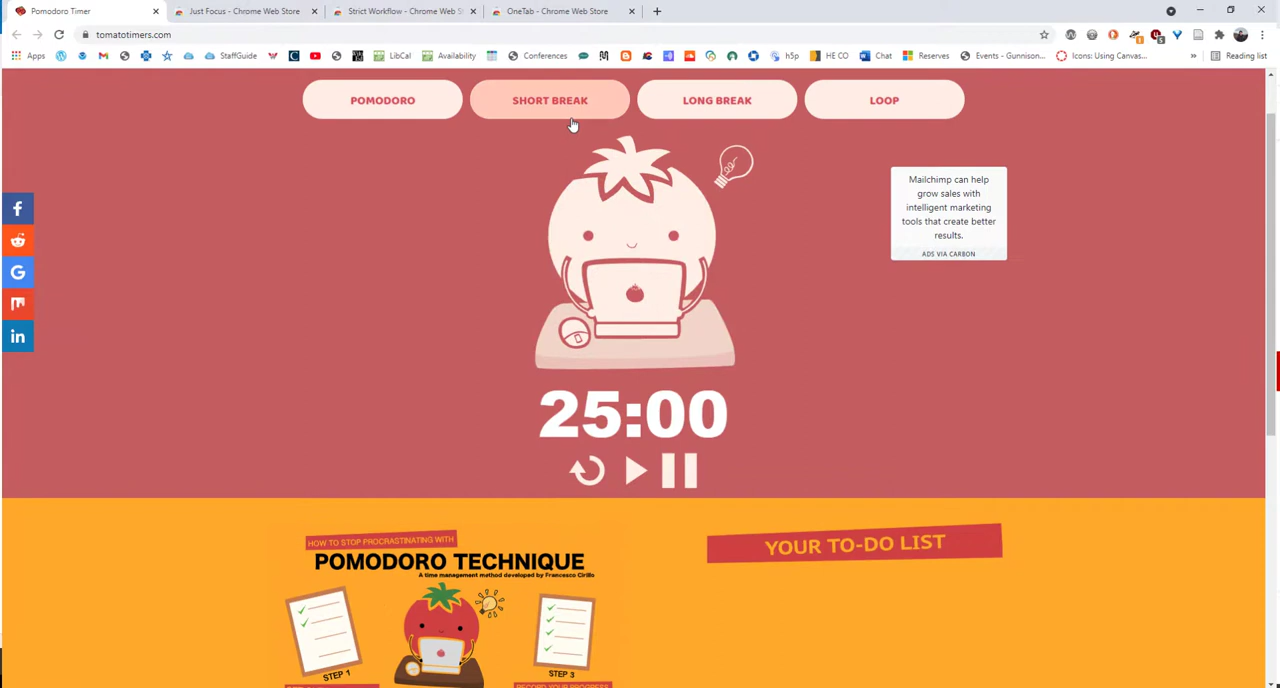 Pomodoro Timer
Just Focus - Chrome Web Store
Strict Workflow - Chrome Web S
OneTab - Chrome Web Store
tomatotimers.com
Apps
StaffGuide
LibCal
Availability
Conferences
h5p
HE CO
Chat
Reserves
Events - Gunnison...
Icons: Using Canvas...
Reading list
POMODORO
SHORT BREAK
LONG BREAK
LOOP
Mailchimp can help
grow sales with
intelligent marketing
tools that create better
results.
ADS VIA CARBON
25:00
HOW TO STOP PROCRASTINATING WITH
POMODORO TECHNIQUE
A time management method developed by Francesco Cirillo
YOUR TO-DO LIST
STEP 1
STEP 3
RECORD YOUR PROGRESS